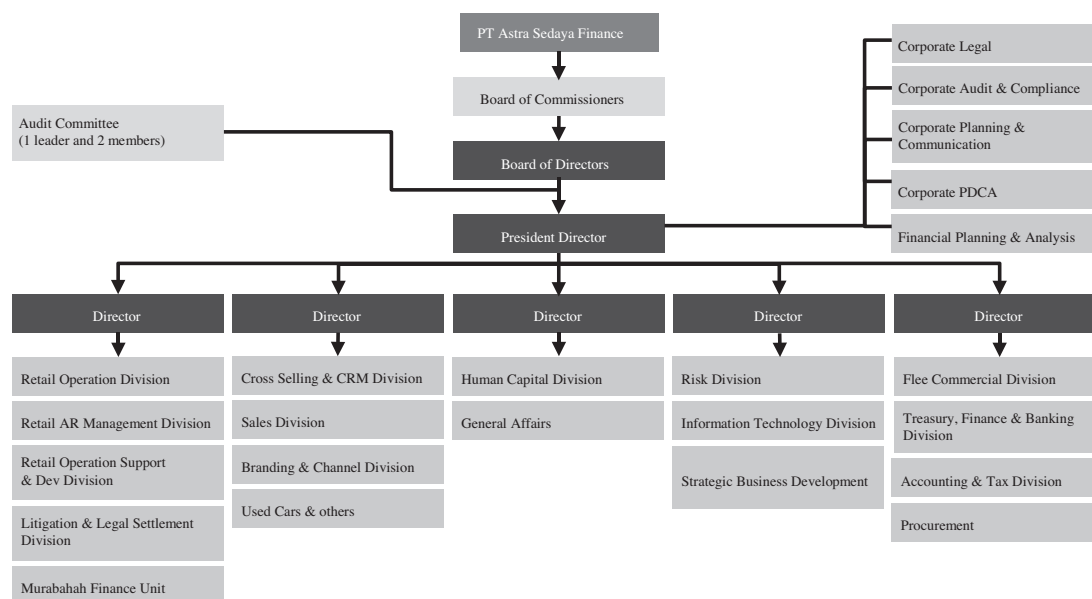 PT Astra Sedaya Finance
Board of Commissioners
Audit Committee
(1 leader and 2 members)
Board of Directors
President Director
Corporate Legal
Corporate Audit & Compliance
Corporate Planning &
Communication
Corporate PDCA
Financial Planning & Analysis
Director
Retail Operation Division
Retail AR Management Division
Retail Operation Support
& Dev Division
Litigation & Legal Settlement
Division
Murabahah Finance Unit
Director
Cross Selling & CRM Division
Sales Division
Branding & Channel Division
Used Cars & others
Director
Human Capital Division
General Affairs
Director
Risk Division
Information Technology Division
Strategic Business Development
Director
Flee Commercial Division
Treasury, Finance & Banking
Division
Accounting & Tax Division
Procurement